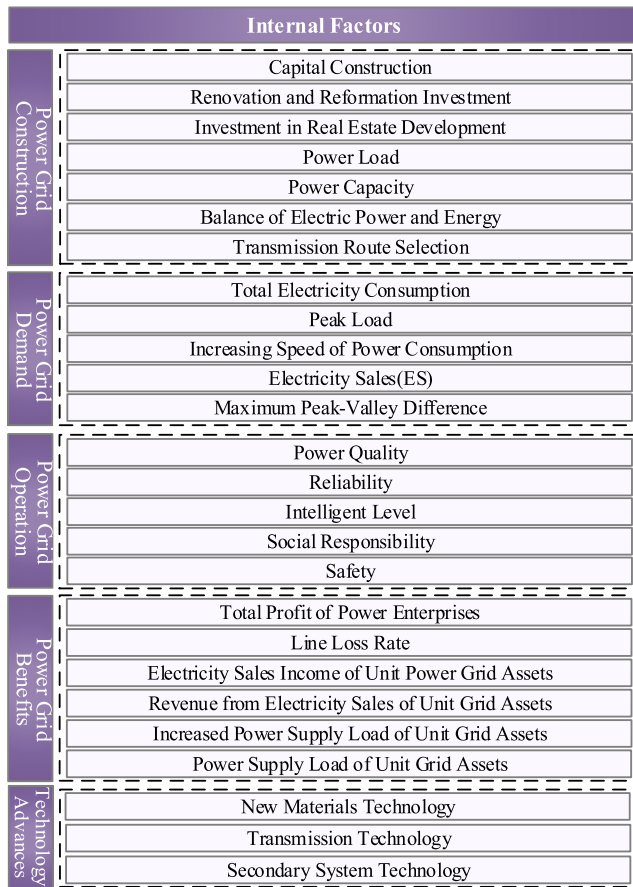 Internal Factors
Power Grid
Construction
Capital Construction
Renovation and Reformation Investment
Investment in Real Estate Development
Power Load
Power Capacity
Balance of Electric Power and Energy
Transmission Route Selection
Power Grid
Demand
Total Electricity Consumption
Peak Load
Increasing Speed of Power Consumption
Electricity Sales(ES)
Maximum Peak-Valley Difference
Power Grid
Operation
Power Quality
Reliability
Intelligent Level
Social Responsibility
Safety
Power Grid
Benefits
Total Profit of Power Enterprises
Line Loss Rate
Electricity Sales Income of Unit Power Grid Assets
Revenue from Electricity Sales of Unit Grid Assets
Increased Power Supply Load of Unit Grid Assets
Power Supply Load of Unit Grid Assets
Technology
Advances
New Materials Technology
Transmission Technology
Secondary System Technology